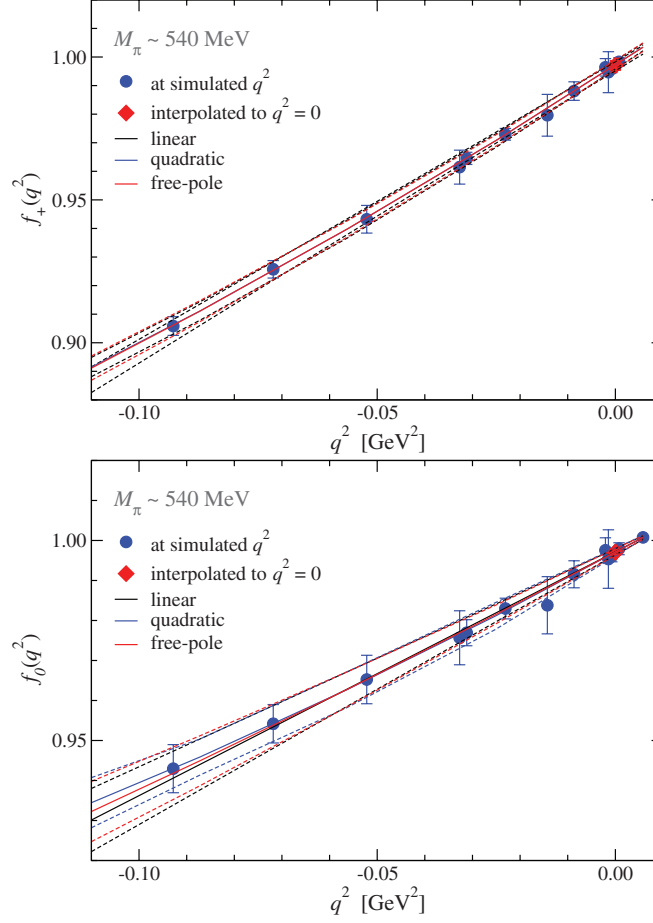 M_π ~ 540 MeV
at simulated q²
interpolated to q² = 0
linear
quadratic
free-pole
f₊(q²)
1.00
0.95
0.90
-0.10 -0.05 0.00
q² [GeV²]
M_π ~ 540 MeV
at simulated q²
interpolated to q² = 0
linear
quadratic
free-pole
f₀(q²)
1.00
0.95
-0.10 -0.05 0.00
q² [GeV²]